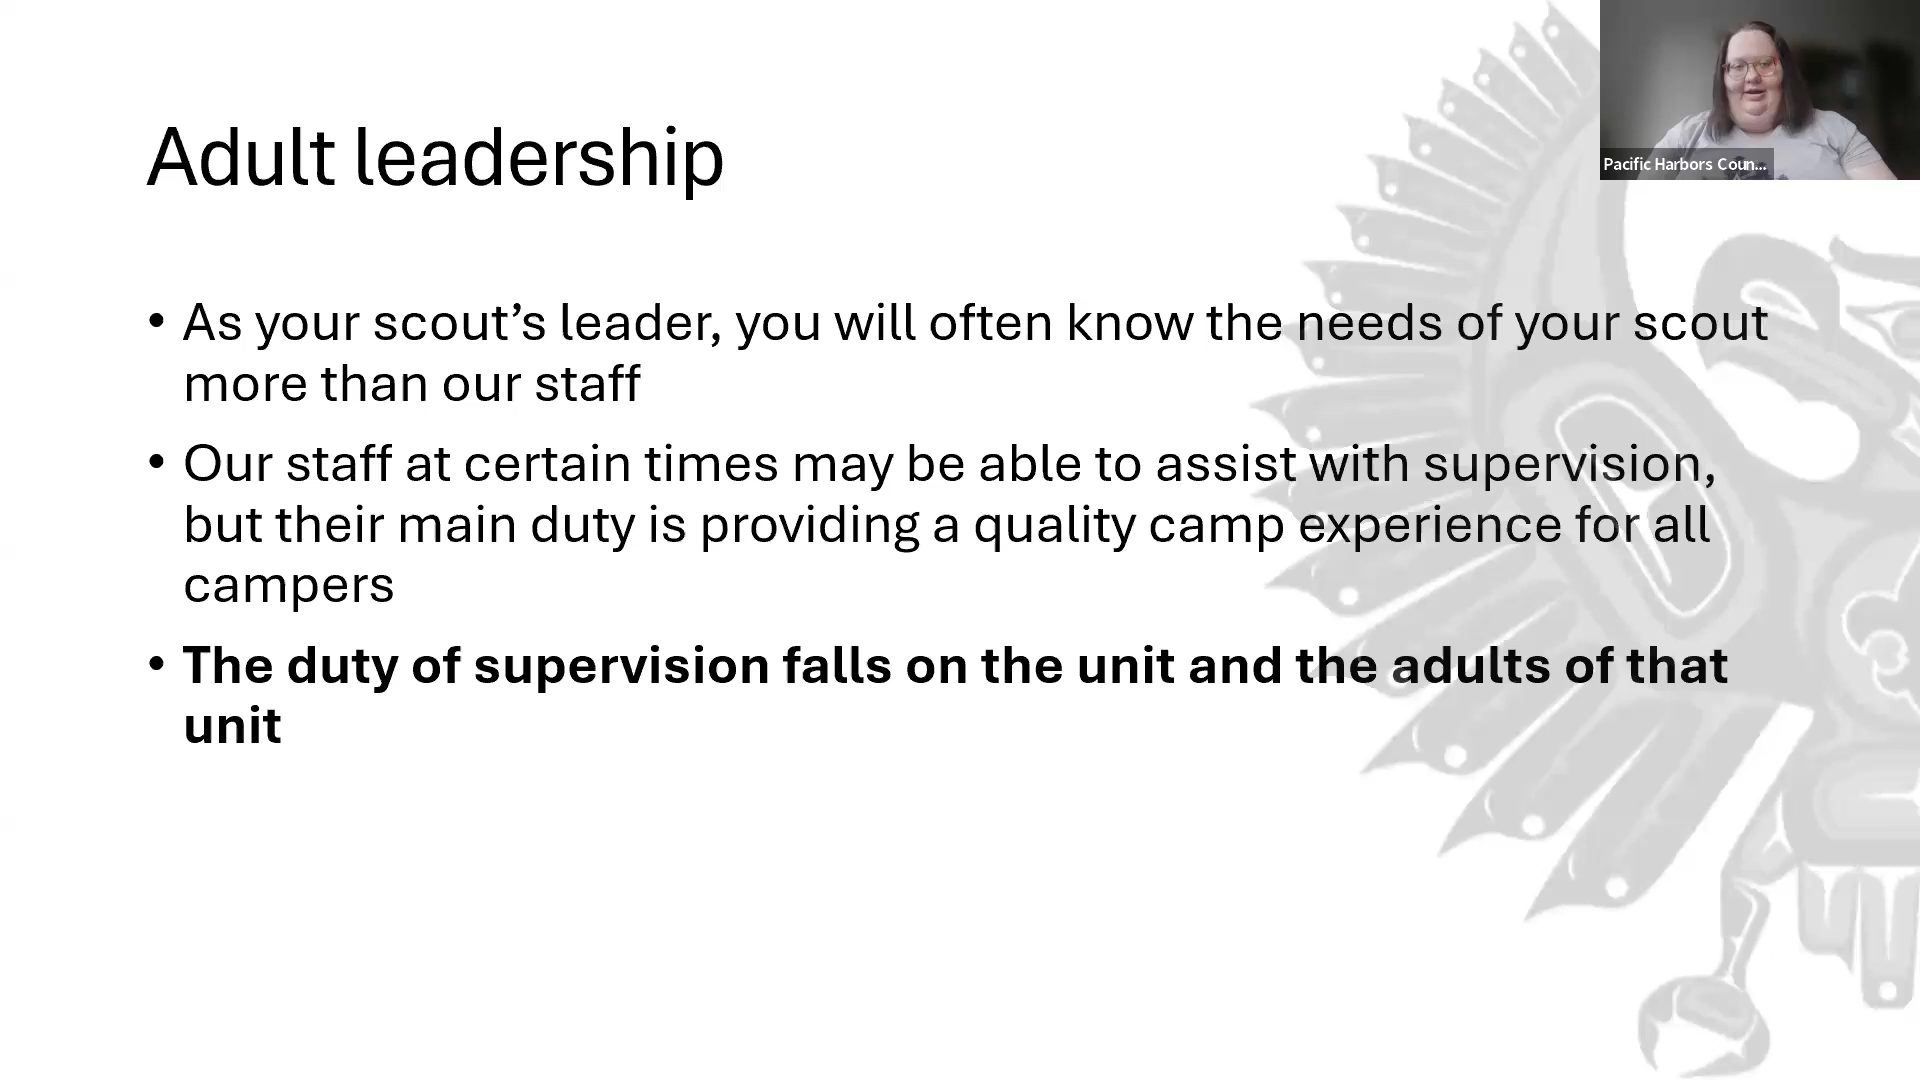 Pacific Harbors Coun...
Adult leadership
• As your scout’s leader, you will often know the needs of your scout
more than our staff
• Our staff at certain times may be able to assist with supervision,
but their main duty is providing a quality camp experience for all
campers
• The duty of supervision falls on the unit and the adults of that
unit